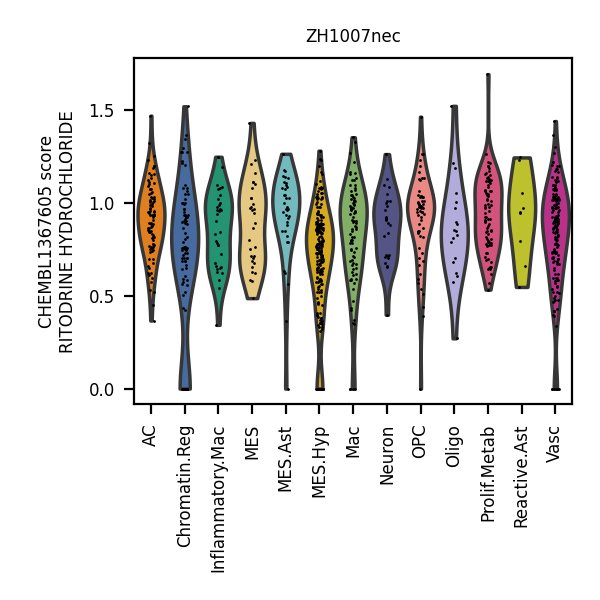 ZH1007nec
CHEMBL1367605 score
RITODRINE HYDROCHLORIDE
1.5
1.0
0.5
0.0
AC
Chromatin.Reg
Inflammatory.Mac
MES
MES.Ast
MES.Hyp
Mac
Neuron
OPC
Oligo
Prolif.Metab
Reactive.Ast
Vasc